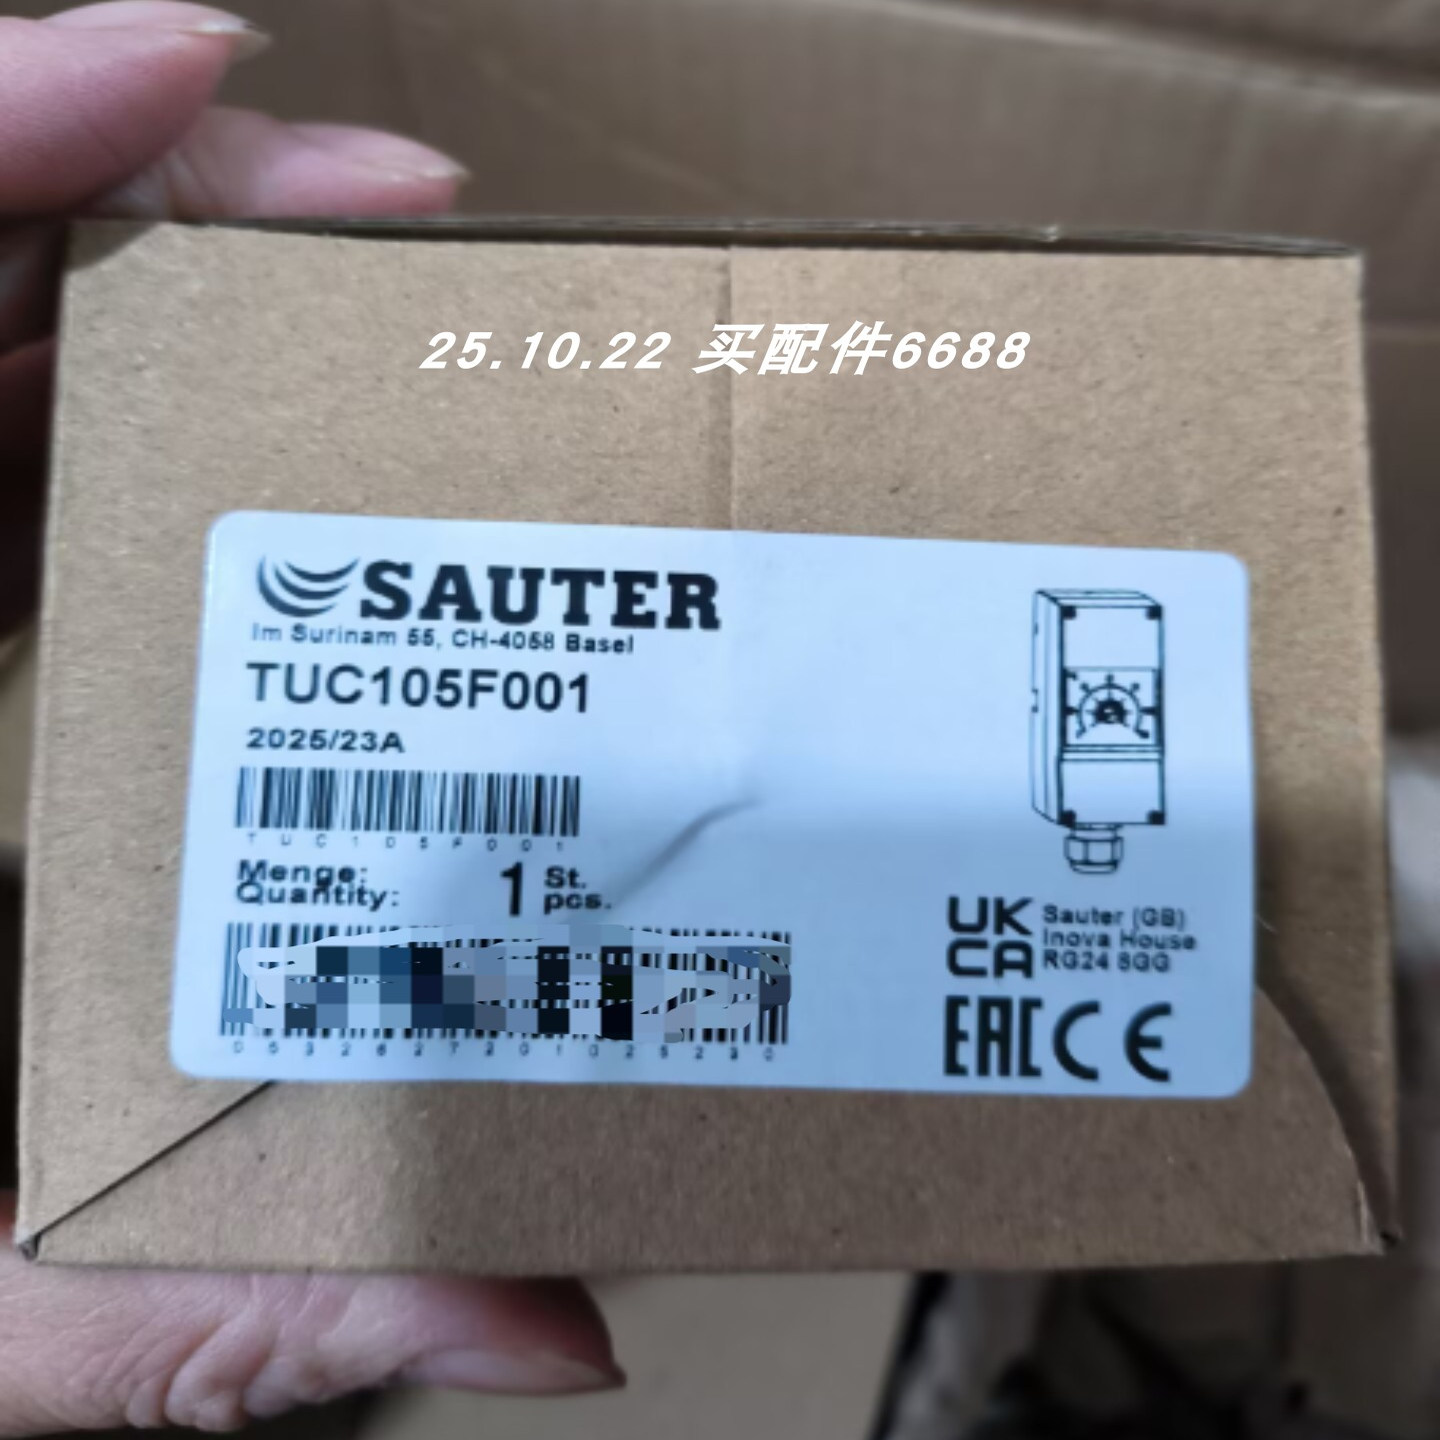 25.10.22 买配件6688
SAUTER
Im Surinam 55, CH-4058 Basel
TUC105F001
2025/23A
TUC105F001
Menge: 1 St.
Quantity: pcs.
UK CA
Sauter (GB)
Inova House
RG24 8GG
EAC CE